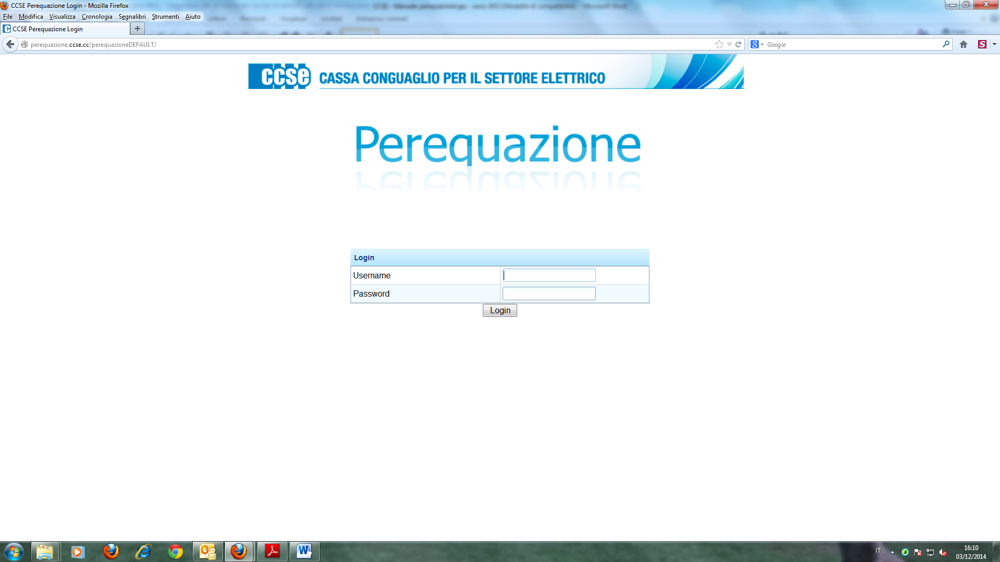 CCSE Perequazione Login - Mozilla Firefox
File Modifica Visualizza Cronologia Segnalibri Strumenti Aiuto
CCSE Perequazione Login
perequazione.ccse.cc/perequazioneDEFAULT/
Google
ccse CASSA CONGUAGLIO PER IL SETTORE ELETTRICO
Perequazione
Login
Username
Password
Login
IT
16:10
03/12/2014